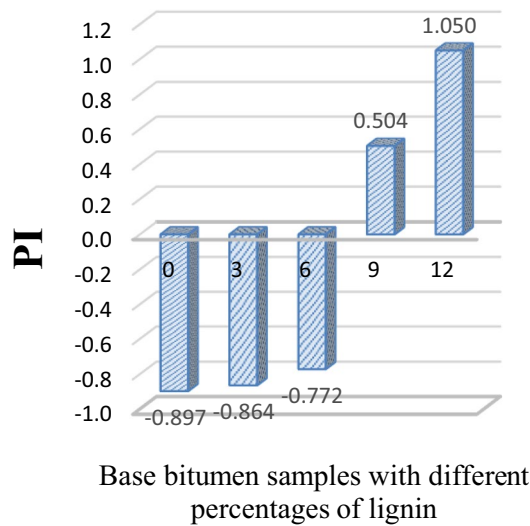 1.2
1.0
0.8
0.6
0.4
0.2
0.0
-0.2
-0.4
-0.6
-0.8
-1.0
PI
1.050
0.504
0 3 6 9 12
-0.897 -0.864 -0.772
Base bitumen samples with different
percentages of lignin